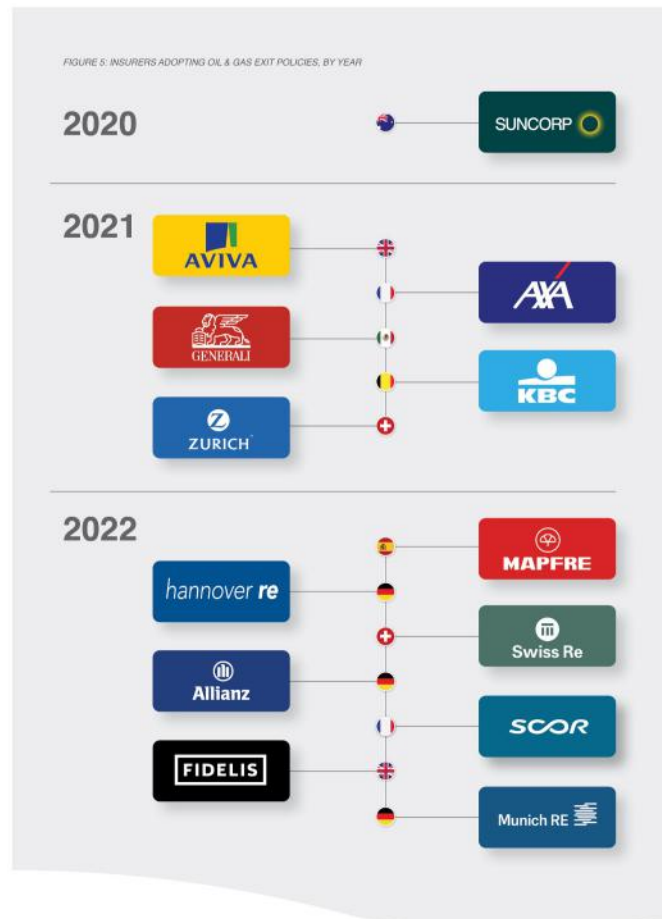 FIGURE 5: INSURERS ADOPTING OIL & GAS EXIT POLICIES, BY YEAR
2020
SUNCORP
2021
AVIVA
AXA
GENERALI
KBC
ZURICH
2022
MAPFRE
hannover re
Swiss Re
Allianz
SCOR
FIDELIS
Munich RE